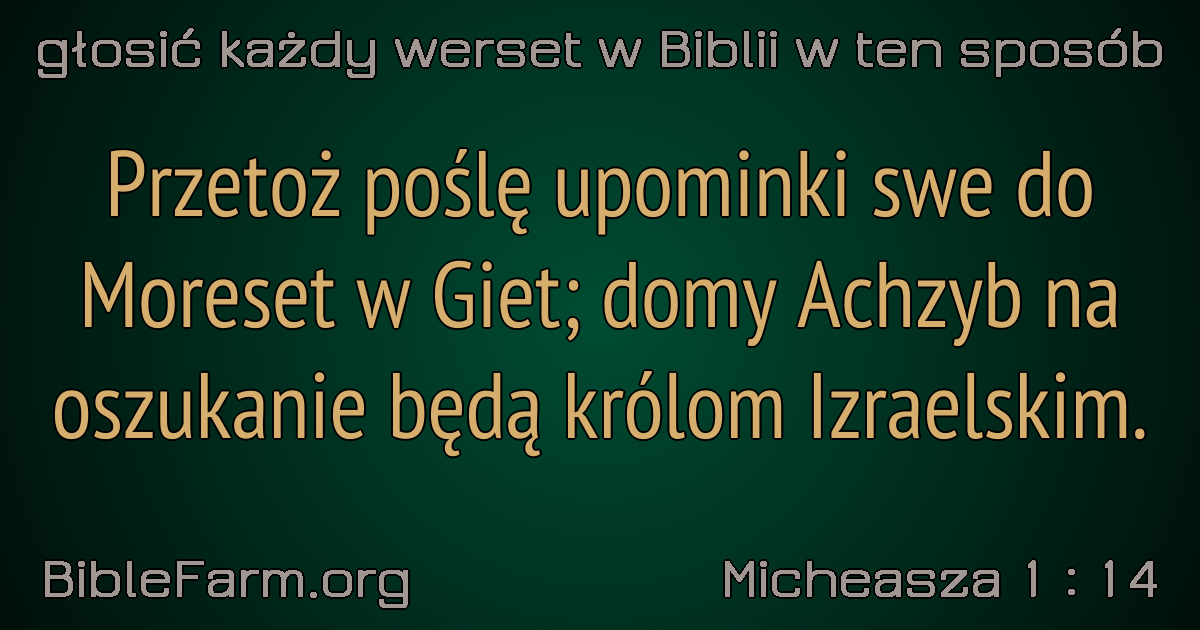 głosić każdy werset w Biblii w ten sposób
Przetoż poślę upominki swe do
Moreset w Giet; domy Achzyb na
oszukanie będą królom Izraelskim.
BibleFarm.org
Micheasza 1 : 14